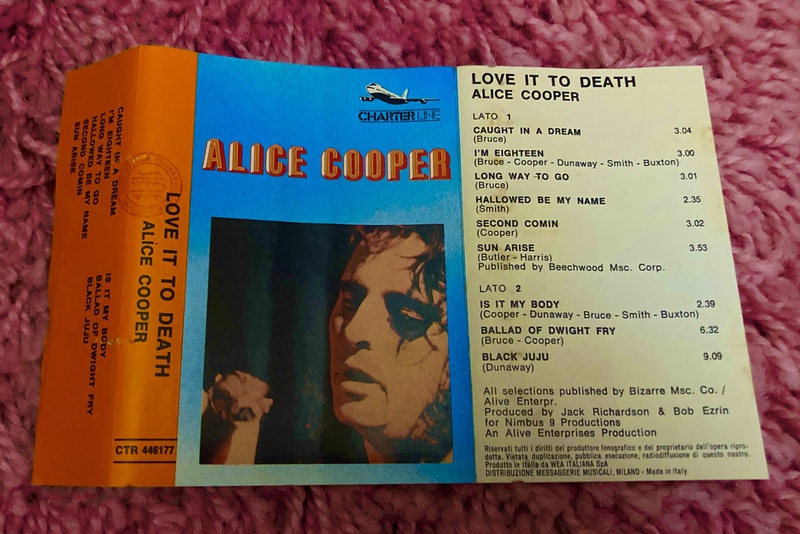 CAUGHT IN A DREAM
I'M EIGHTEEN
LONG WAY TO GO
HALLOWED BE MY NAME
SECOND COMIN
SUN ARISE
IS IT MY BODY
BALLAD OF DWIGHT FRY
BLACK JUJU
LOVE IT TO DEATH
ALICE COOPER
CTR 446177
CHARTER LINE
ALICE COOPER
LOVE IT TO DEATH
ALICE COOPER
LATO 1
CAUGHT IN A DREAM 3.04
(Bruce)
I'M EIGHTEEN 3.00
(Bruce - Cooper - Dunaway - Smith - Buxton)
LONG WAY TO GO 3.01
(Bruce)
HALLOWED BE MY NAME 2.35
(Smith)
SECOND COMIN 3.02
(Cooper)
SUN ARISE 3.53
(Butler - Harris)
Published by Beechwood Msc. Corp.
LATO 2
IS IT MY BODY 2.39
(Cooper - Dunaway - Bruce - Smith - Buxton)
BALLAD OF DWIGHT FRY 6.32
(Bruce - Cooper)
BLACK JUJU 9.09
(Dunaway)
All selections published by Bizarre Msc. Co. /
Alive Enterpr.
Produced by Jack Richardson & Bob Ezrin
for Nimbus 9 Productions
An Alive Enterprises Production
Riservati tutti i diritti del produttore fonografico e del proprietario dell'opera ripro-
dotta. Vietata duplicazione, pubblica esecuzione, radiodiffusione di questo nastro.
Prodotto in Italia da WEA ITALIANA SpA
DISTRIBUZIONE MESSAGGERIE MUSICALI, MILANO - Made in Italy